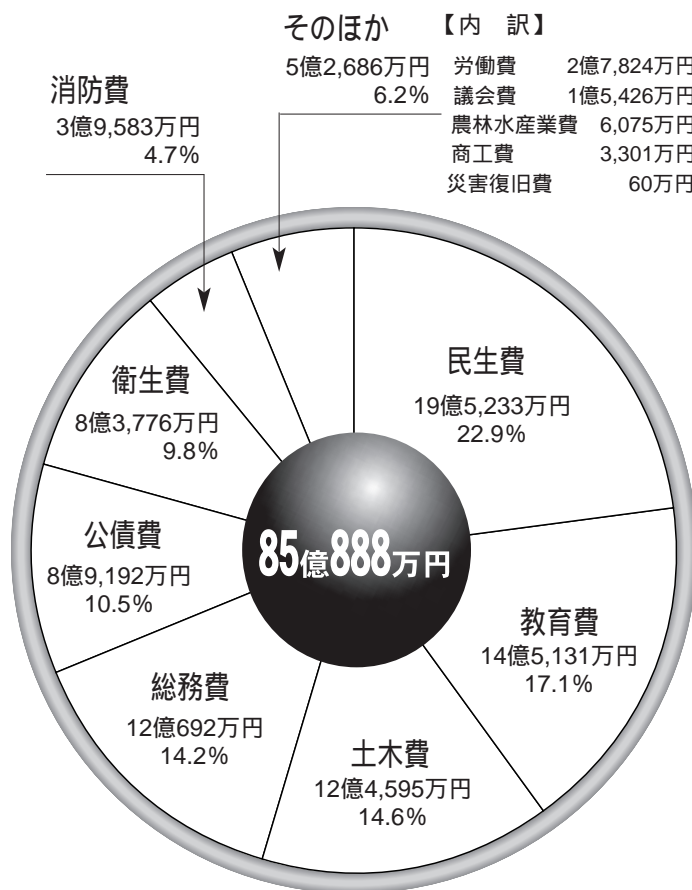 そのほか
5億2,686万円
6.2%
【内 訳】
労働費 2億7,824万円
議会費 1億5,426万円
農林水産業費 6,075万円
商工費 3,301万円
災害復旧費 60万円
消防費
3億9,583万円
4.7%
民生費
19億5,233万円
22.9%
衛生費
8億3,776万円
9.8%
85億888万円
公債費
8億9,192万円
10.5%
教育費
14億5,131万円
17.1%
総務費
12億692万円
14.2%
土木費
12億4,595万円
14.6%